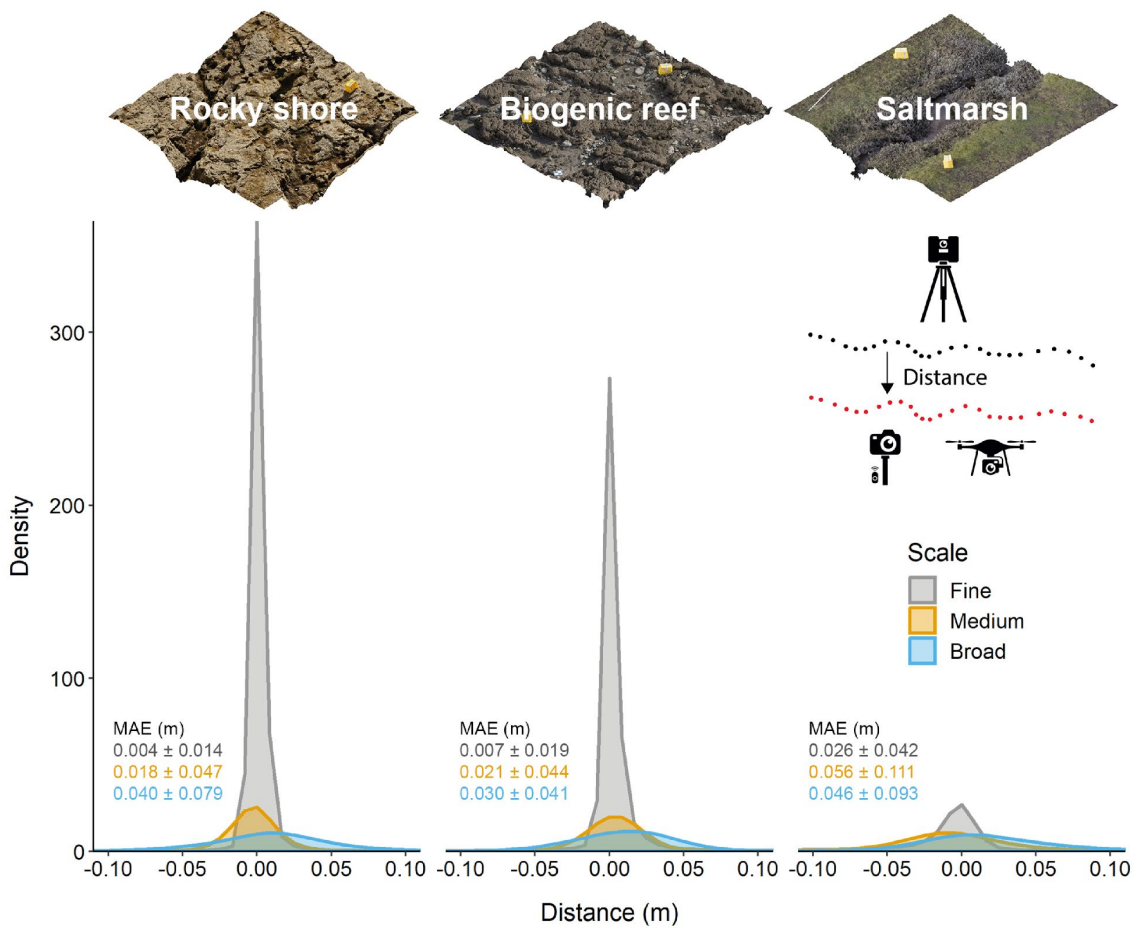 Rocky shore
Biogenic reef
Saltmarsh
Distance
Scale
Fine
Medium
Broad
Density
300
200
100
0
MAE (m)
0.004 ± 0.014
0.018 ± 0.047
0.040 ± 0.079
MAE (m)
0.007 ± 0.019
0.021 ± 0.044
0.030 ± 0.041
MAE (m)
0.026 ± 0.042
0.056 ± 0.111
0.046 ± 0.093
-0.10 -0.05 0.00 0.05 0.10
-0.10 -0.05 0.00 0.05 0.10
-0.10 -0.05 0.00 0.05 0.10
Distance (m)